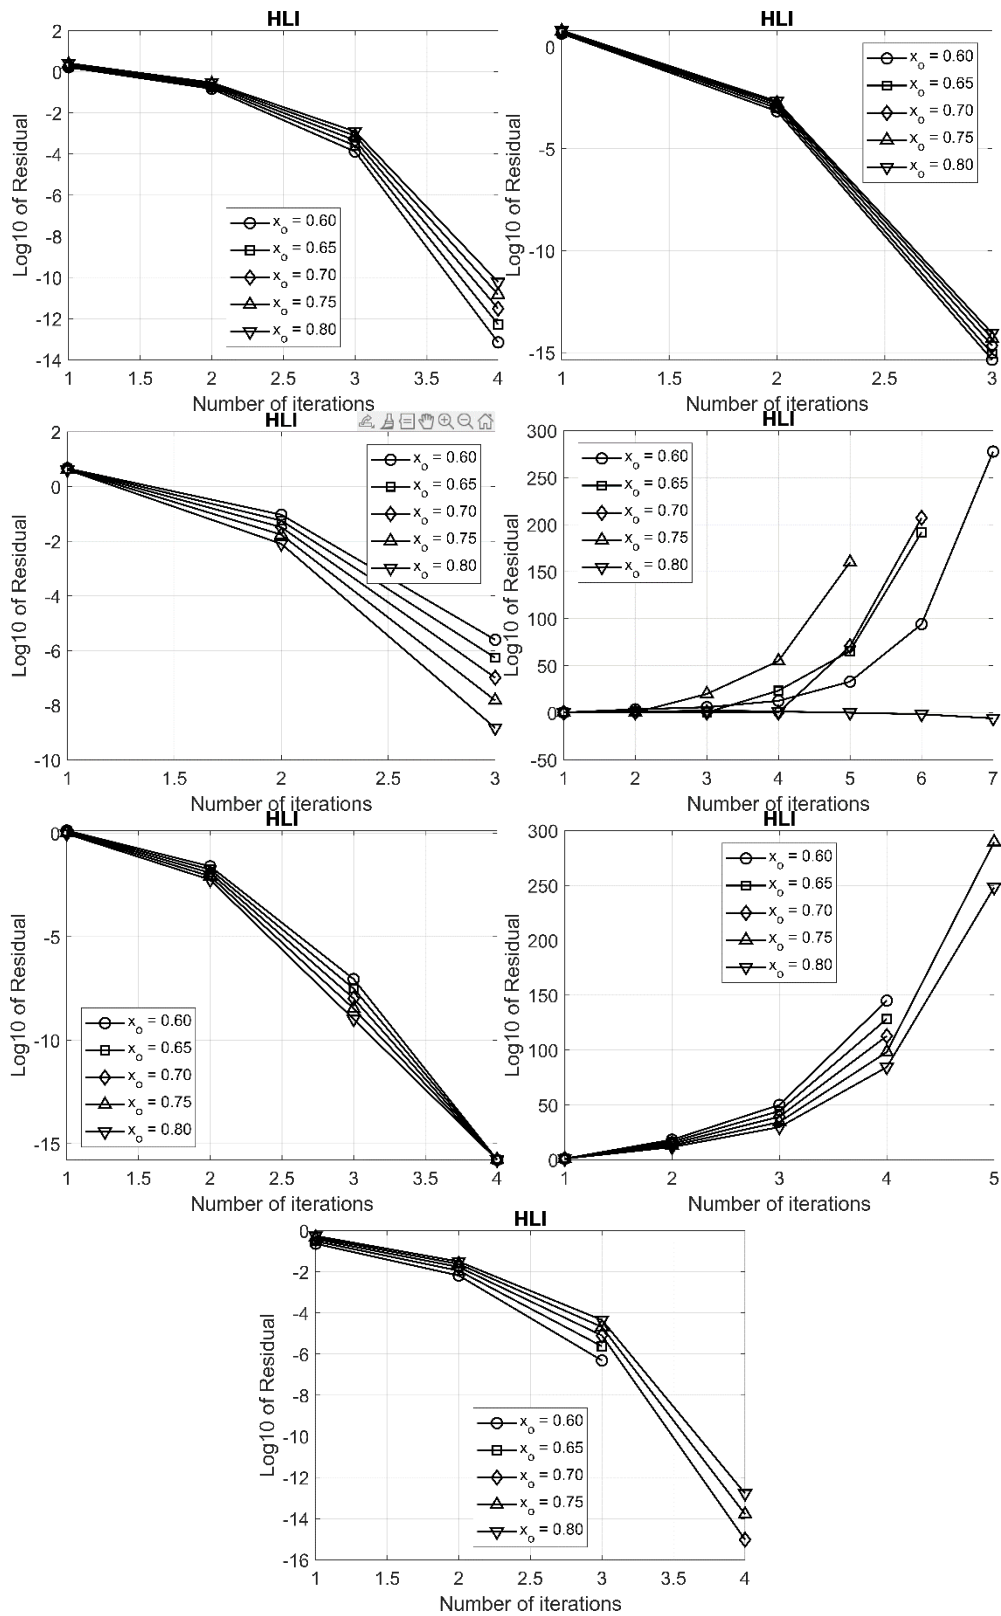 HLI
2
0
-2
-4
-6
-8
-10
-12
-14
Log10 of Residual
x_o = 0.60
x_o = 0.65
x_o = 0.70
x_o = 0.75
x_o = 0.80
1 1.5 2 2.5 3 3.5 4
Number of iterations
0
-5
-10
-15
Log10 of Residual
x_o = 0.60
x_o = 0.65
x_o = 0.70
x_o = 0.75
x_o = 0.80
1 1.5 2 2.5 3
Number of iterations
HLI
2
0
-2
-4
-6
-8
-10
Log10 of Residual
x_o = 0.60
x_o = 0.65
x_o = 0.70
x_o = 0.75
x_o = 0.80
1 1.5 2 2.5 3
Number of iterations
HLI
300
250
200
150
100
50
0
-50
Log10 of Residual
x_o = 0.60
x_o = 0.65
x_o = 0.70
x_o = 0.75
x_o = 0.80
1 2 3 4 5 6 7
Number of iterations
HLI
0
-5
-10
-15
Log10 of Residual
x_o = 0.60
x_o = 0.65
x_o = 0.70
x_o = 0.75
x_o = 0.80
1 1.5 2 2.5 3 3.5 4
Number of iterations
HLI
300
250
200
150
100
50
0
Log10 of Residual
x_o = 0.60
x_o = 0.65
x_o = 0.70
x_o = 0.75
x_o = 0.80
1 2 3 4 5
Number of iterations
HLI
0
-2
-4
-6
-8
-10
-12
-14
-16
Log10 of Residual
x_o = 0.60
x_o = 0.65
x_o = 0.70
x_o = 0.75
x_o = 0.80
1 1.5 2 2.5 3 3.5 4
Number of iterations